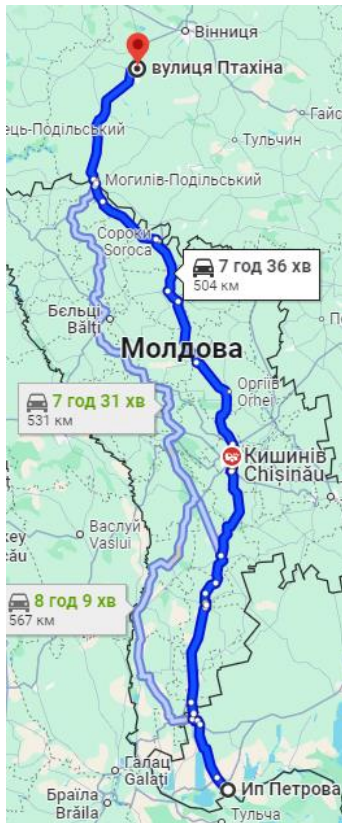 Вінниця
вулиця Птахіна
Гайс
ець-Подільський
Тульчин
Могилів-Подільський
Сороки
Soroca
7 год 36 хв
504 км
Бєльці
Bălți
Молдова
Оргіїв
Orhei
7 год 31 хв
531 км
Кишинів
Chișinău
Васлуй
Vaslui
ău
8 год 9 хв
567 км
Ип Петрова
Галац
Galați
Браїла
Brăila
Тульча